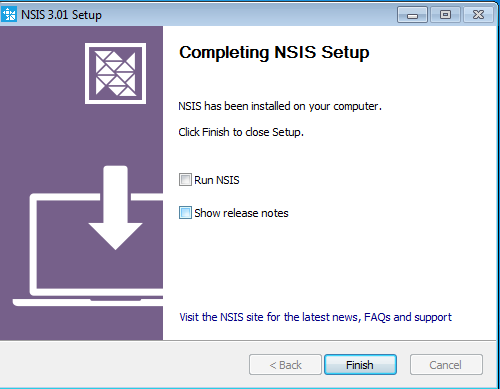 NSIS 3.01 Setup
Completing NSIS Setup
NSIS has been installed on your computer.
Click Finish to close Setup.
Run NSIS
Show release notes
Visit the NSIS site for the latest news, FAQs and support
< Back
Finish
Cancel